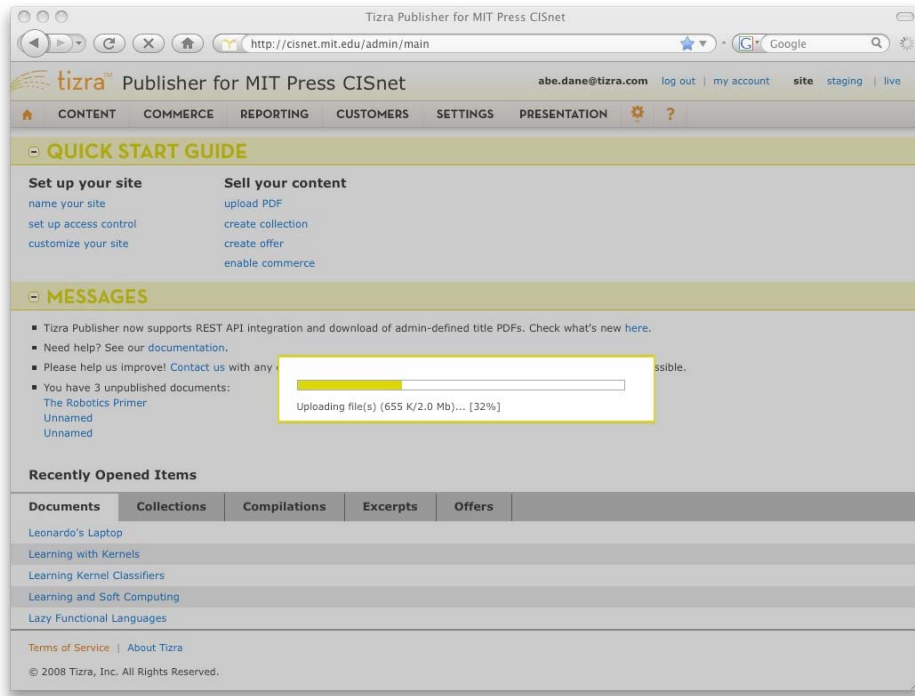 Tizra Publisher for MIT Press CISnet
http://cisnet.mit.edu/admin/main
G Google
tizra™ Publisher for MIT Press CISnet abe.dane@tizra.com log out | my account site staging | live
CONTENT COMMERCE REPORTING CUSTOMERS SETTINGS PRESENTATION ?
QUICK START GUIDE
Set up your site Sell your content
name your site upload PDF
set up access control create collection
customize your site create offer
enable commerce
MESSAGES
Tizra Publisher now supports REST API integration and download of admin-defined title PDFs. Check what's new here.
Need help? See our documentation.
Please help us improve! Contact us with any
You have 3 unpublished documents:
The Robotics Primer
Unnamed
Unnamed
Uploading file(s) (655 K/2.0 Mb)... [32%]
Recently Opened Items
Documents Collections Compilations Excerpts Offers
Leonardo's Laptop
Learning with Kernels
Learning Kernel Classifiers
Learning and Soft Computing
Lazy Functional Languages
Terms of Service | About Tizra
© 2008 Tizra, Inc. All Rights Reserved.